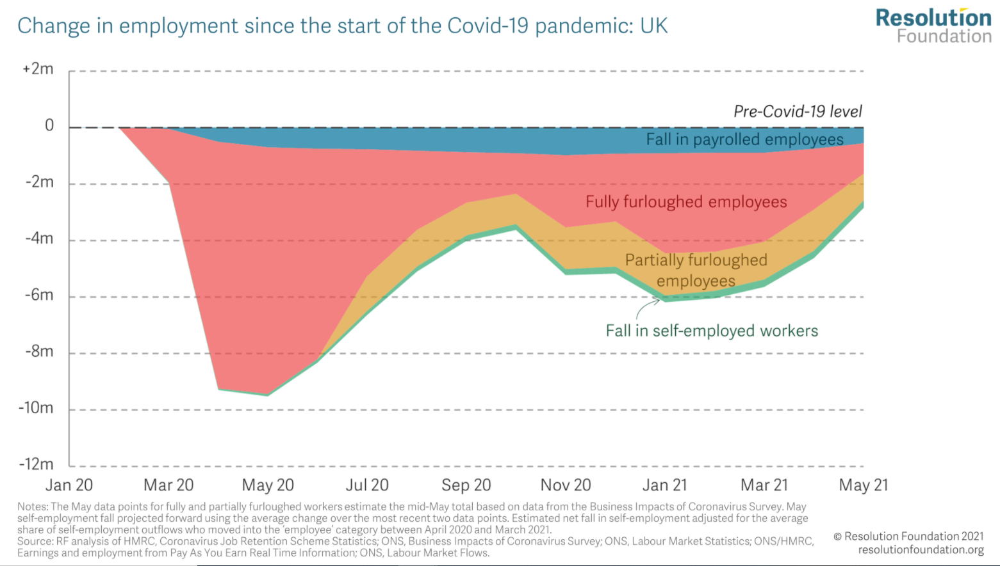 Change in employment since the start of the Covid-19 pandemic: UK
Resolution
Foundation
+2m
Pre-Covid-19 level
0
Fall in payrolled employees
-2m
Fully furloughed employees
-4m
Partially furloughed
employees
-6m
Fall in self-employed workers
-8m
-10m
-12m
Jan 20 Mar 20 May 20 Jul 20 Sep 20 Nov 20 Jan 21 Mar 21 May 21
Notes: The May data points for fully and partially furloughed workers estimate the mid-May total based on data from the Business Impacts of Coronavirus Survey. May
self-employment fall projected forward using the average change over the most recent two data points. Estimated net fall in self-employment adjusted for the average
share of self-employment outflows who moved into the 'employee' category between April 2020 and March 2021.
Source: RF analysis of HMRC, Coronavirus Job Retention Scheme Statistics; ONS, Business Impacts of Coronavirus Survey; ONS, Labour Market Statistics; ONS/HMRC,
Earnings and employment from Pay As You Earn Real Time Information; ONS, Labour Market Flows.
© Resolution Foundation 2021
resolutionfoundation.org